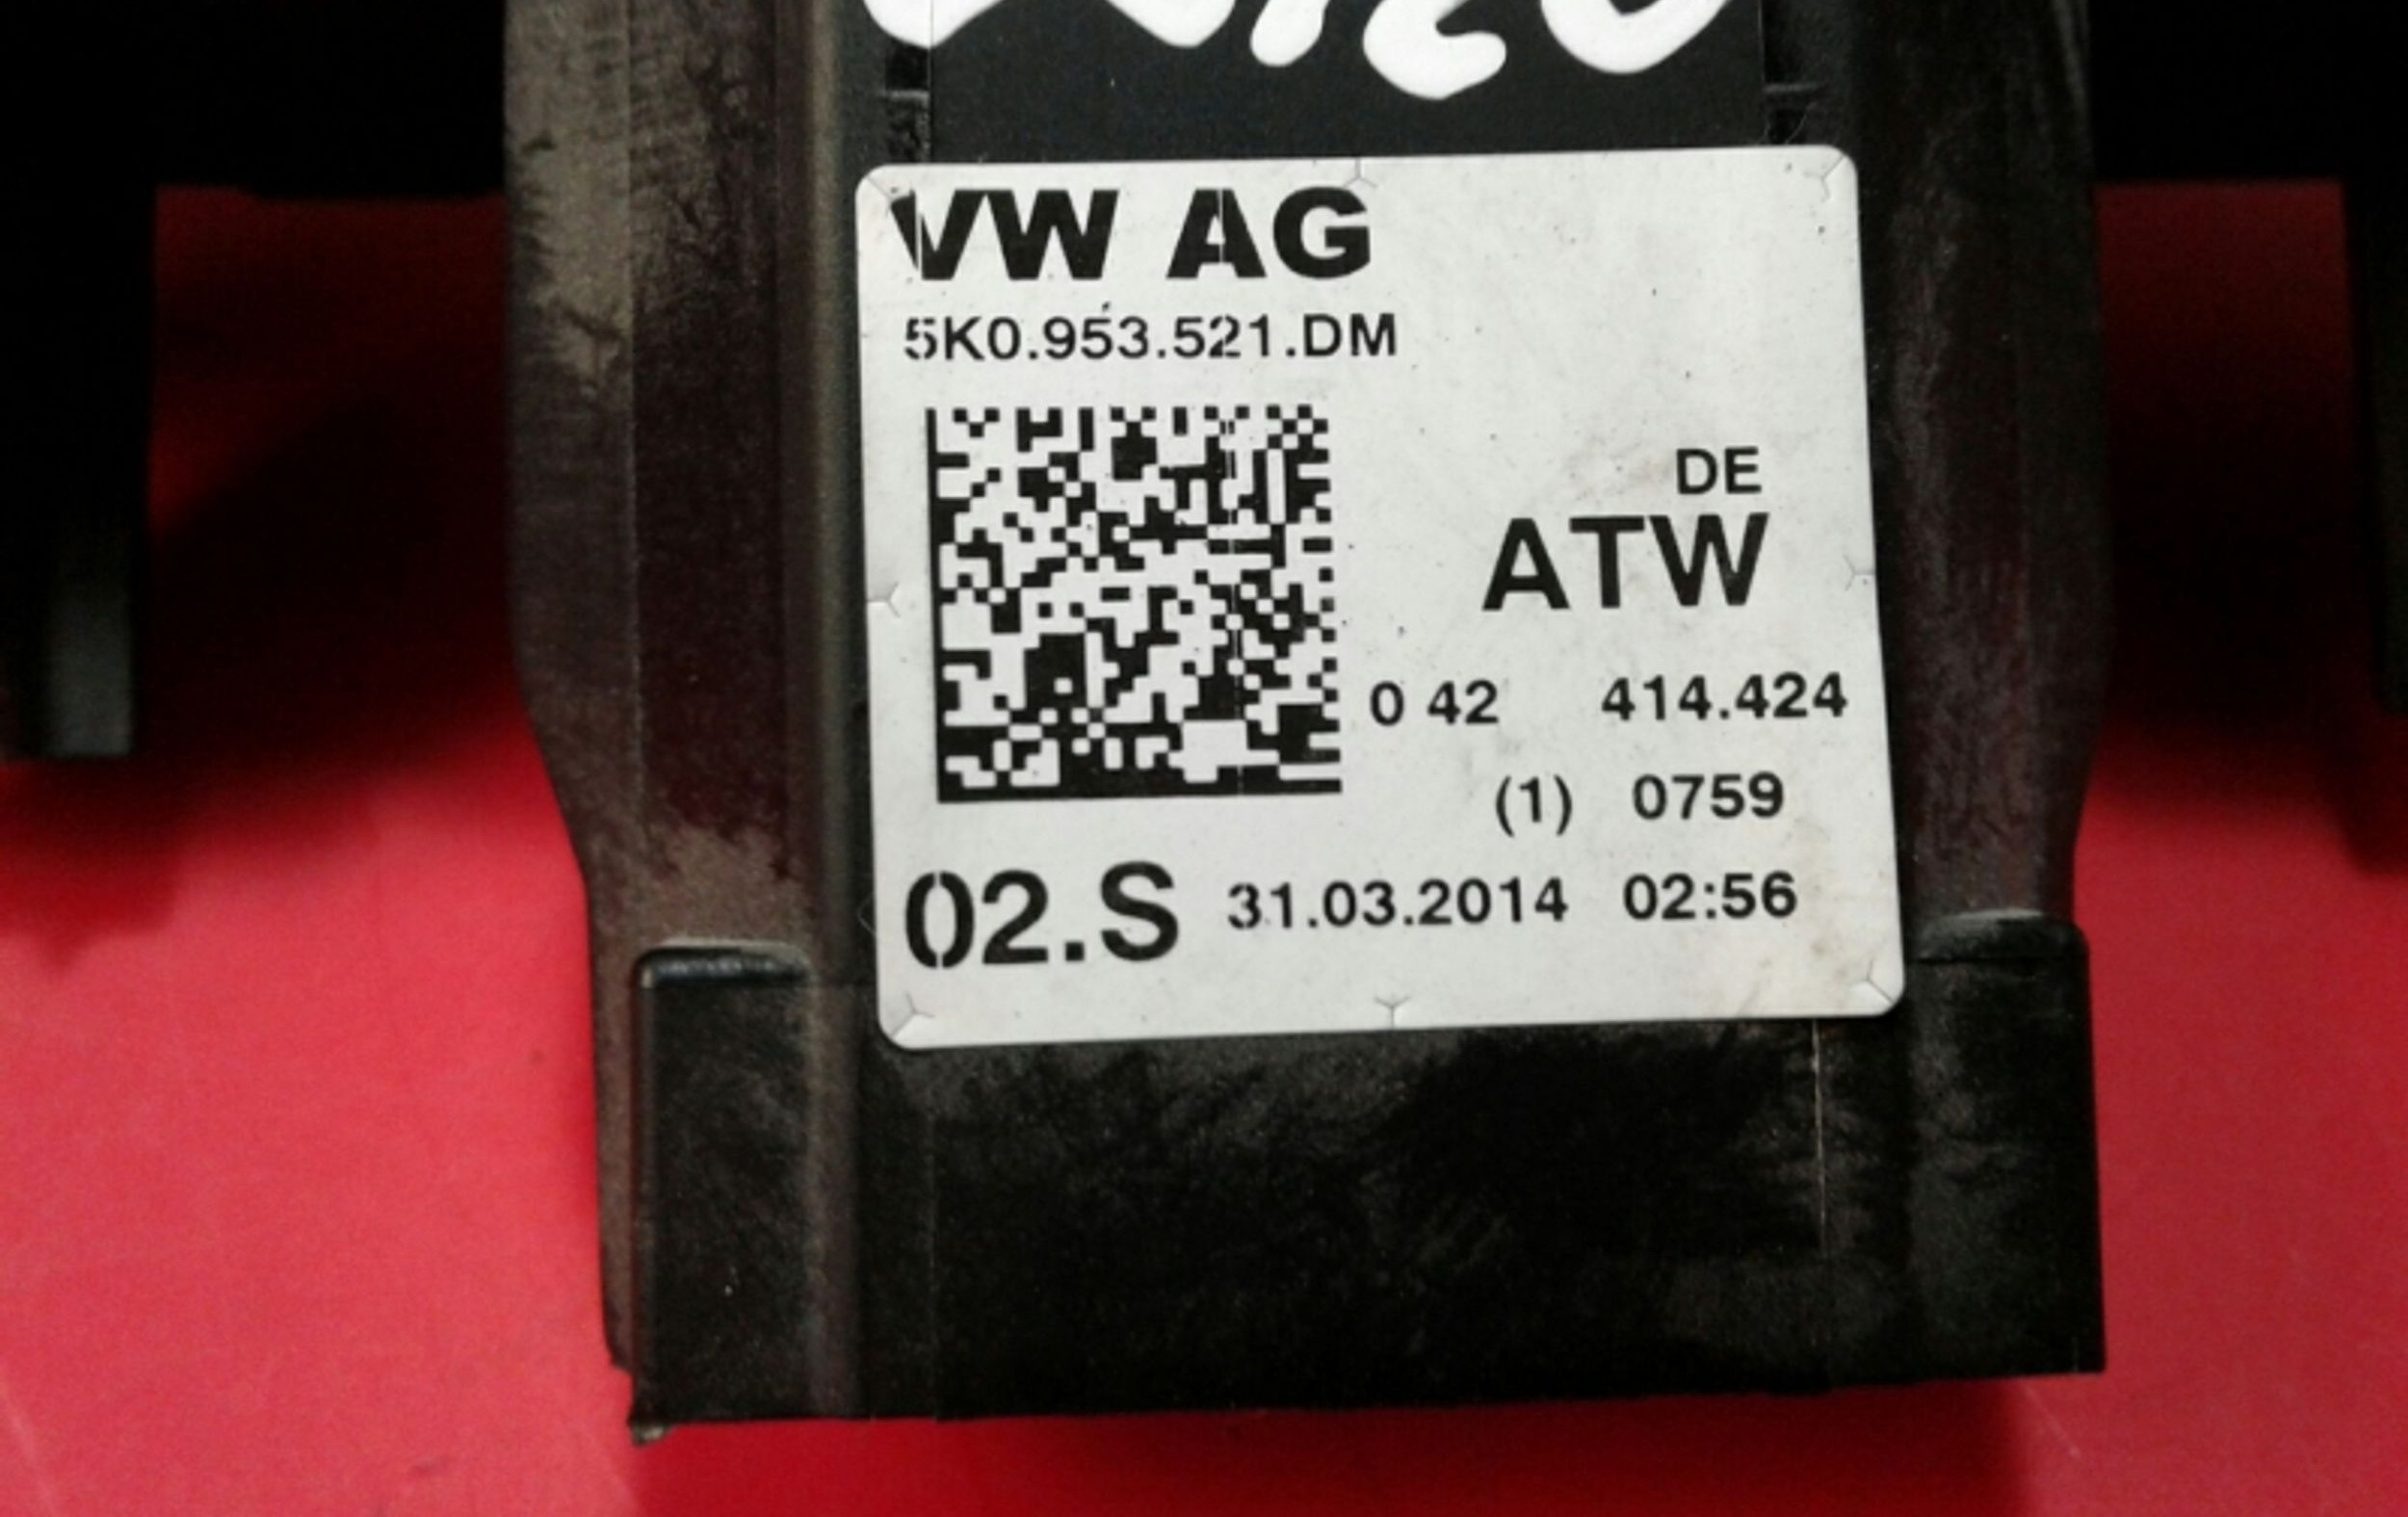 VW AG
5K0.953.521.DM
DE
ATW
0 42 414.424
(1) 0759
02.S 31.03.2014 02:56